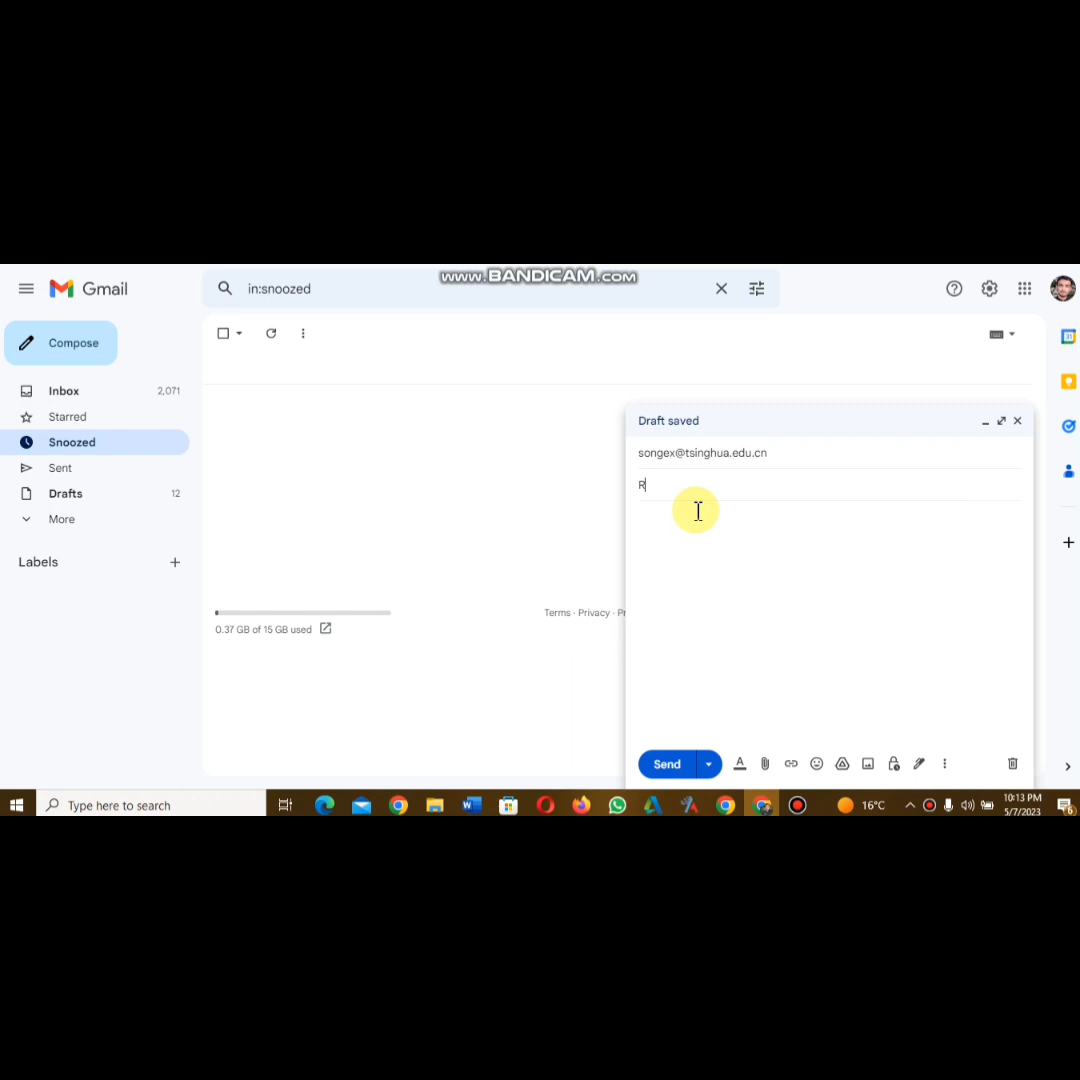 www.BANDICAM.com
Gmail
in:snoozed
Compose
Inbox 2,071
Starred
Snoozed
Sent
Drafts 12
More
Labels
Draft saved
songex@tsinghua.edu.cn
R
Terms · Privacy · Pr
0.37 GB of 15 GB used
Send
Type here to search
16°C
10:13 PM
5/7/2023
31
6